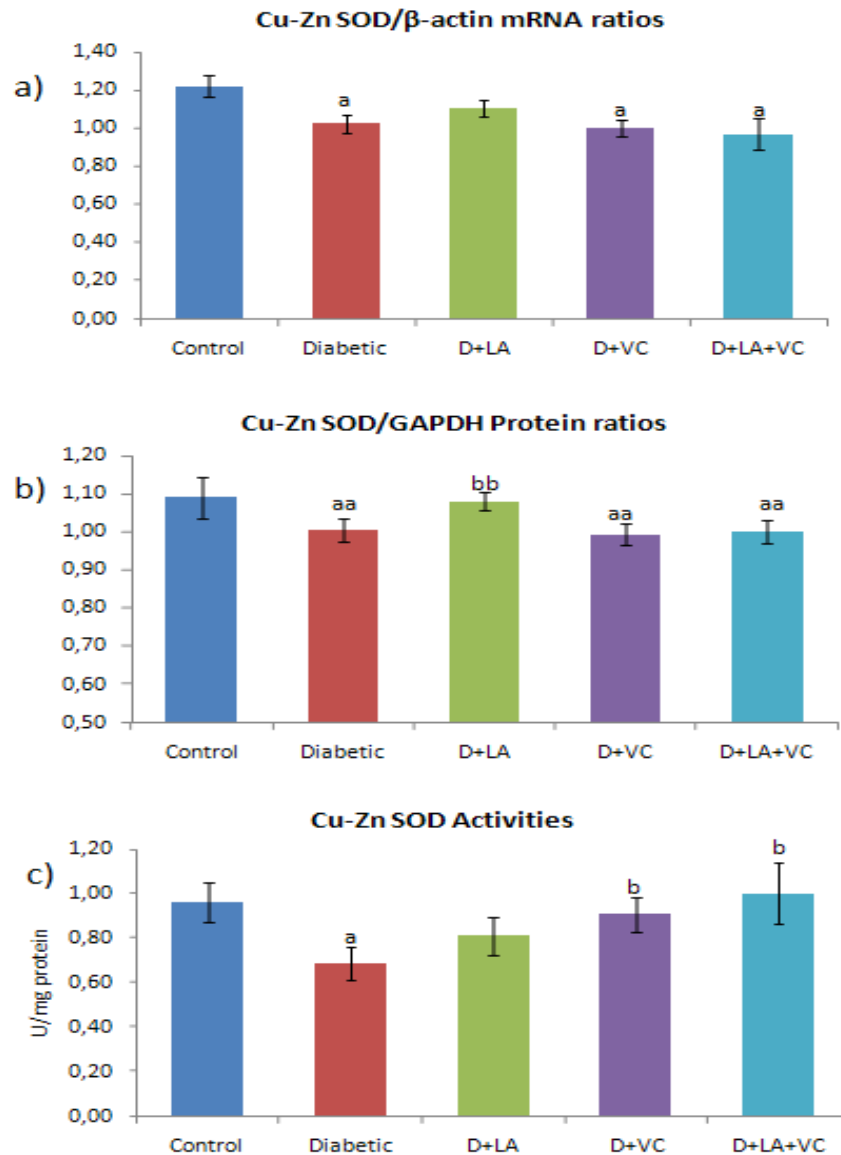 Cu-Zn SOD/β-actin mRNA ratios
a)
1,40
1,20
1,00
0,80
0,60
0,40
0,20
0,00
a
a
a
Control Diabetic D+LA D+VC D+LA+VC
Cu-Zn SOD/GAPDH Protein ratios
b)
1,20
1,10
1,00
0,90
0,80
0,70
0,60
0,50
aa
bb
aa
aa
Control Diabetic D+LA D+VC D+LA+VC
Cu-Zn SOD Activities
c)
U/mg protein
1,20
1,00
0,80
0,60
0,40
0,20
0,00
a
b
b
Control Diabetic D+LA D+VC D+LA+VC